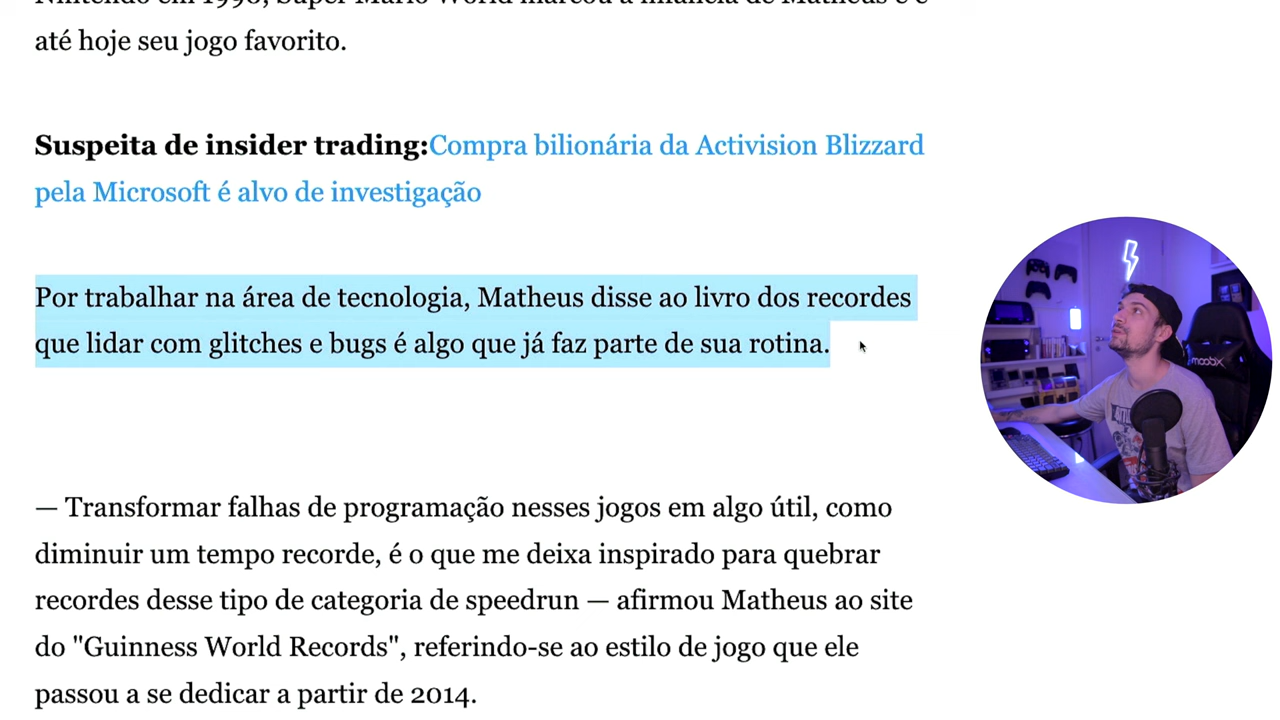 até hoje seu jogo favorito.
Suspeita de insider trading:Compra bilionária da Activision Blizzard
pela Microsoft é alvo de investigação
Por trabalhar na área de tecnologia, Matheus disse ao livro dos recordes
que lidar com glitches e bugs é algo que já faz parte de sua rotina.
— Transformar falhas de programação nesses jogos em algo útil, como
diminuir um tempo recorde, é o que me deixa inspirado para quebrar
recordes desse tipo de categoria de speedrun — afirmou Matheus ao site
do "Guinness World Records", referindo-se ao estilo de jogo que ele
passou a se dedicar a partir de 2014.
moobx